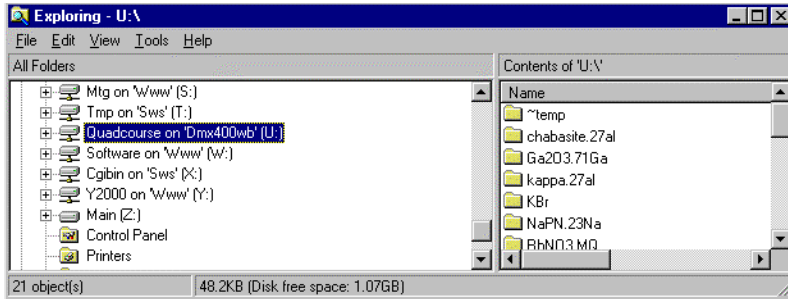 Exploring - U:\
File Edit View Tools Help
All Folders
Contents of 'U:\'
Mtg on 'Www' (S:)
Tmp on 'Sws' (T:)
Quadcourse on 'Dmx400wb' (U:)
Software on 'Www' (W:)
Cgibin on 'Sws' (X:)
Y2000 on 'Www' (Y:)
Main (Z:)
Control Panel
Printers
Name
~temp
chabasite.27al
Ga2O3.71Ga
kappa.27al
KBr
NaPN.23Na
RbNO3.MQ
21 object(s)
48.2KB (Disk free space: 1.07GB)